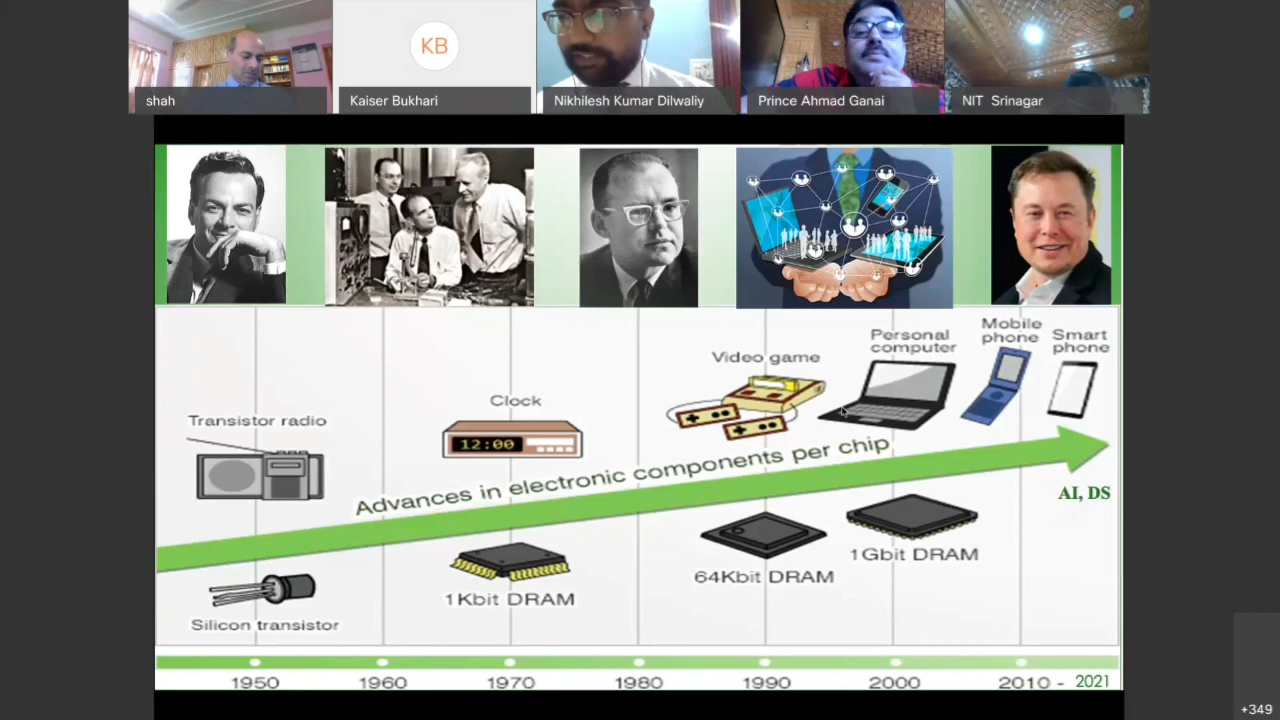 KB
shah
Kaiser Bukhari
Nikhilesh Kumar Dilwaliy
Prince Ahmad Ganai
NIT Srinagar
Mobile
phone
Personal
computer
Smart
phone
Video game
Clock
12:00
Transistor radio
Advances in electronic components per chip
AI, DS
1Gbit DRAM
64Kbit DRAM
1Kbit DRAM
Silicon transistor
1950 1960 1970 1980 1990 2000 2010 - 2021
+349